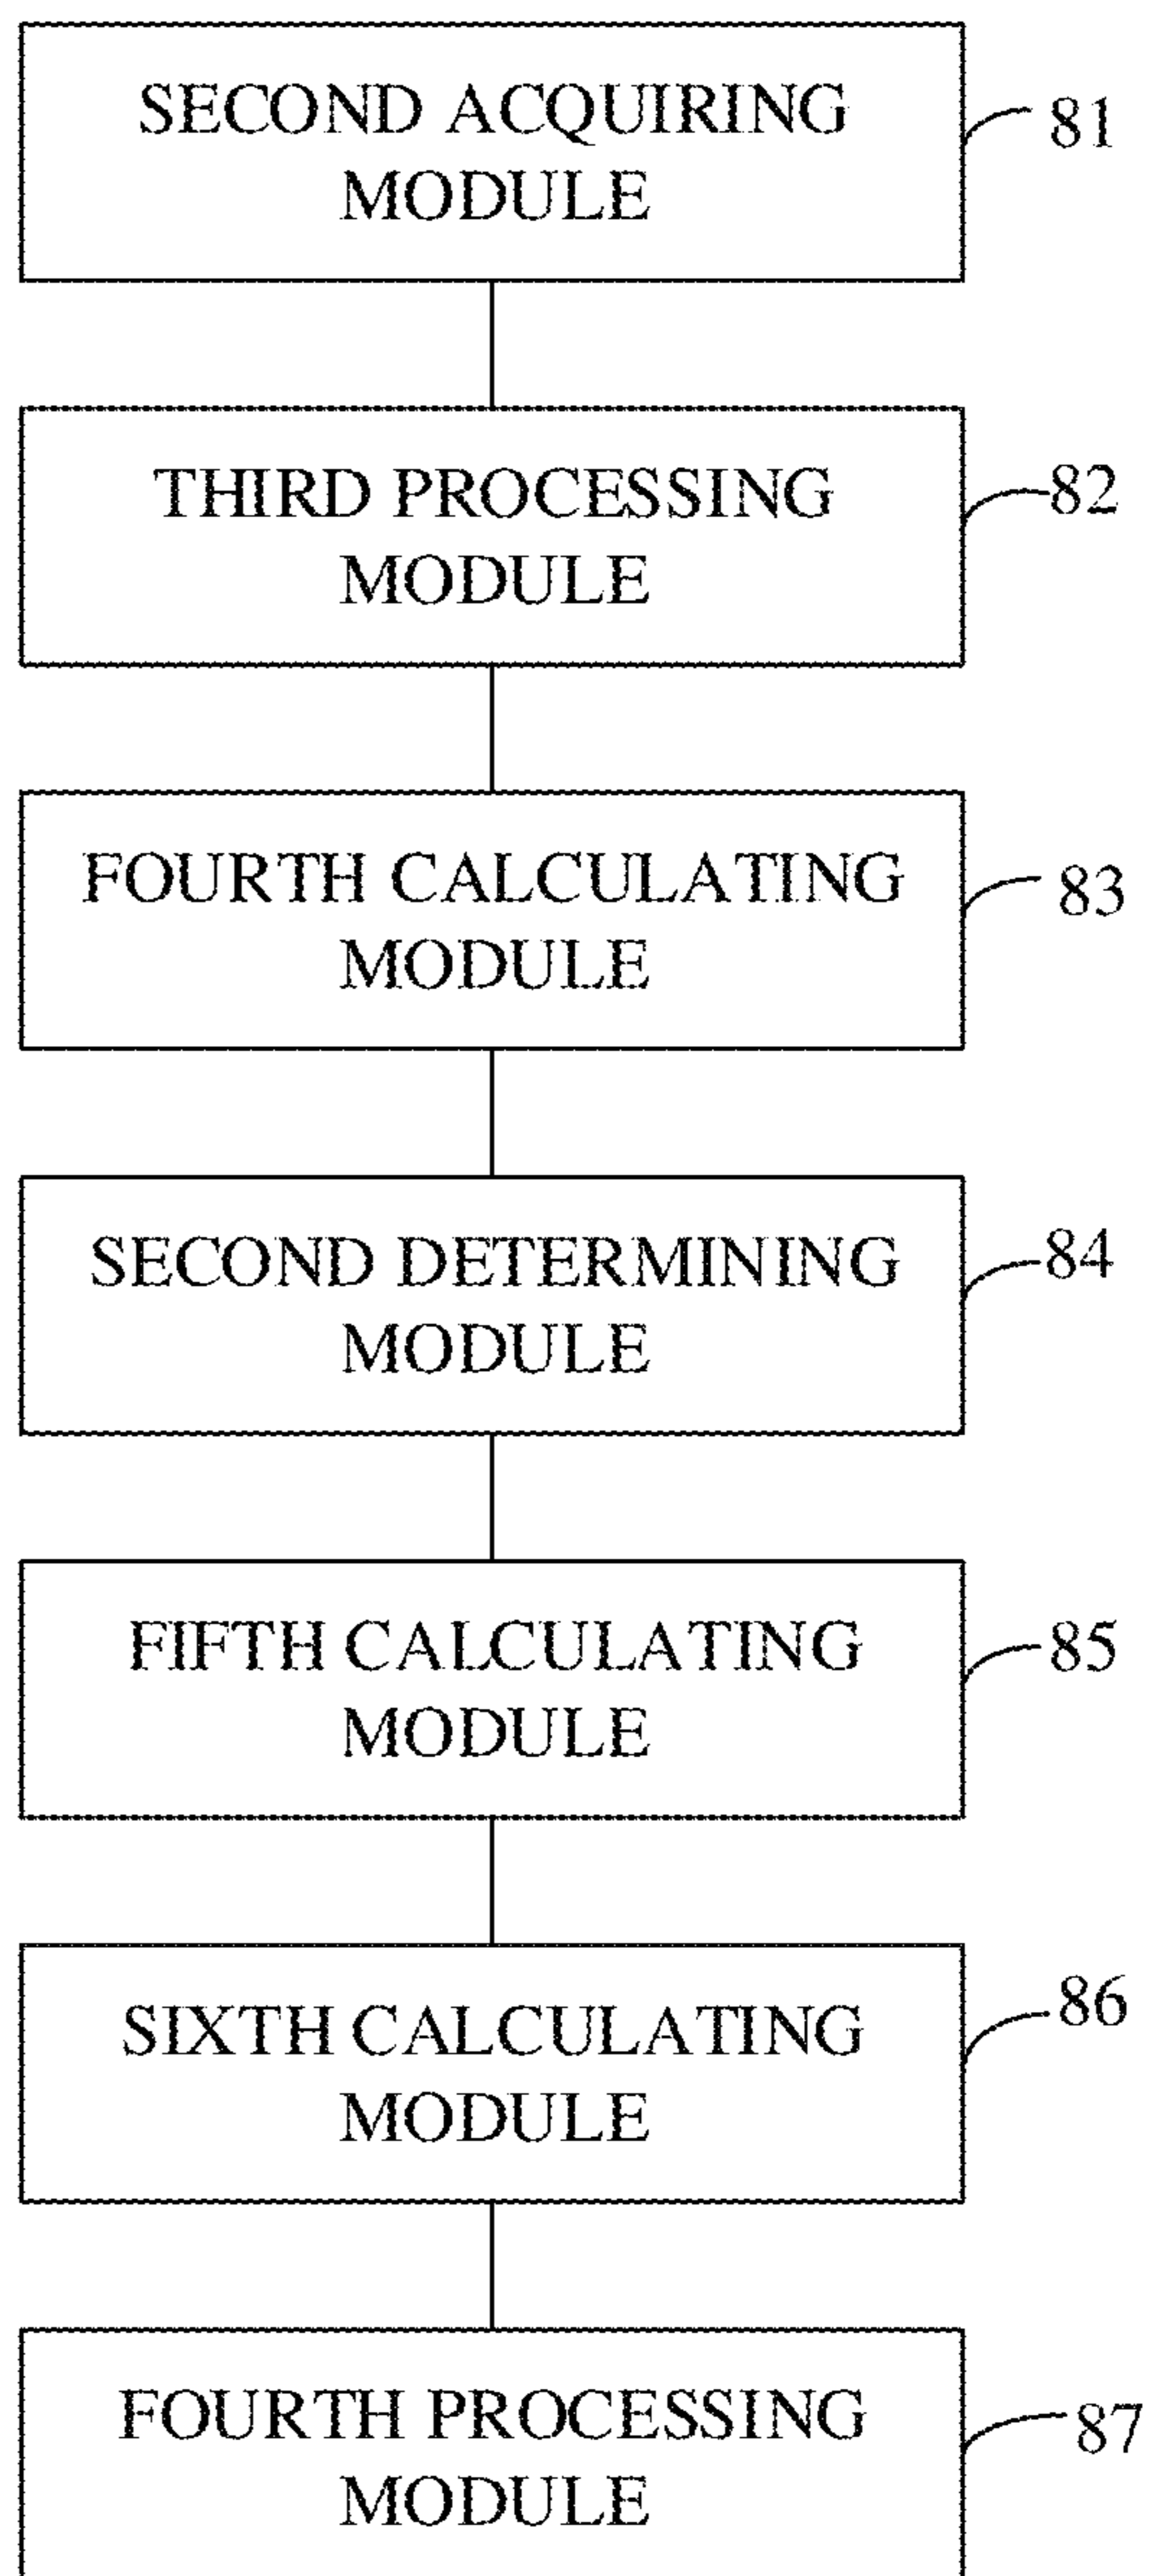 SECOND ACQUIRING
MODULE
81
THIRD PROCESSING
MODULE
82
FOURTH CALCULATING
MODULE
83
SECOND DETERMINING
MODULE
84
FIFTH CALCULATING
MODULE
85
SIXTH CALCULATING
MODULE
86
FOURTH PROCESSING
MODULE
87